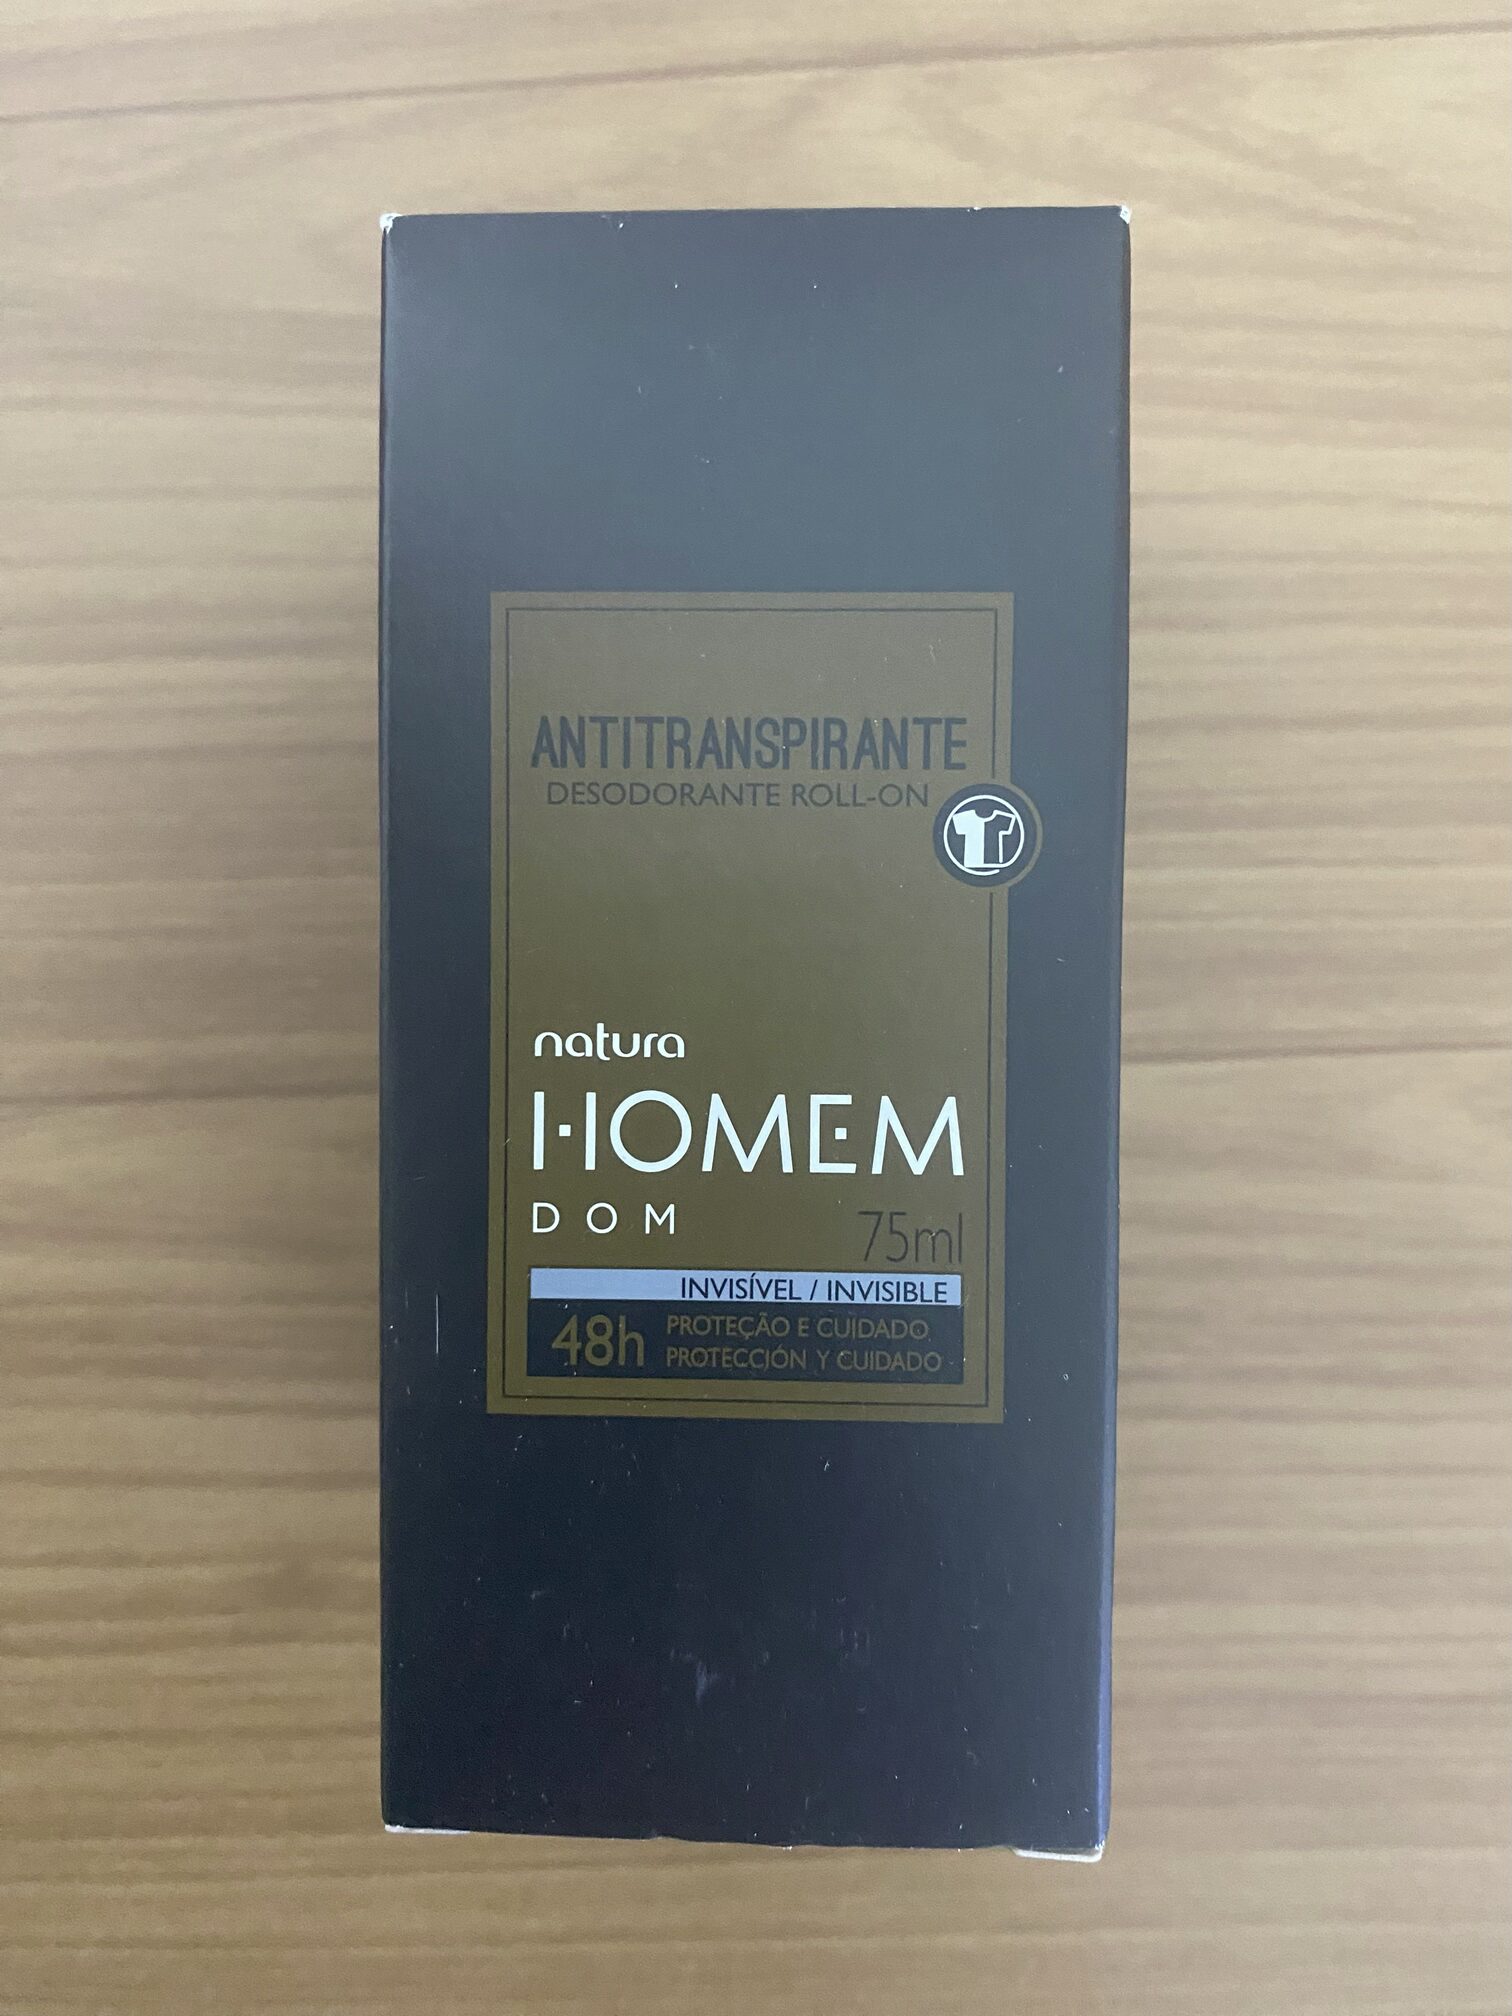 ANTITRANSPIRANTE
DESODORANTE ROLL-ON
natura
HOMEM
DOM
75ml
INVISÍVEL / INVISIBLE
48h
PROTEÇÃO E CUIDADO
PROTECCIÓN Y CUIDADO